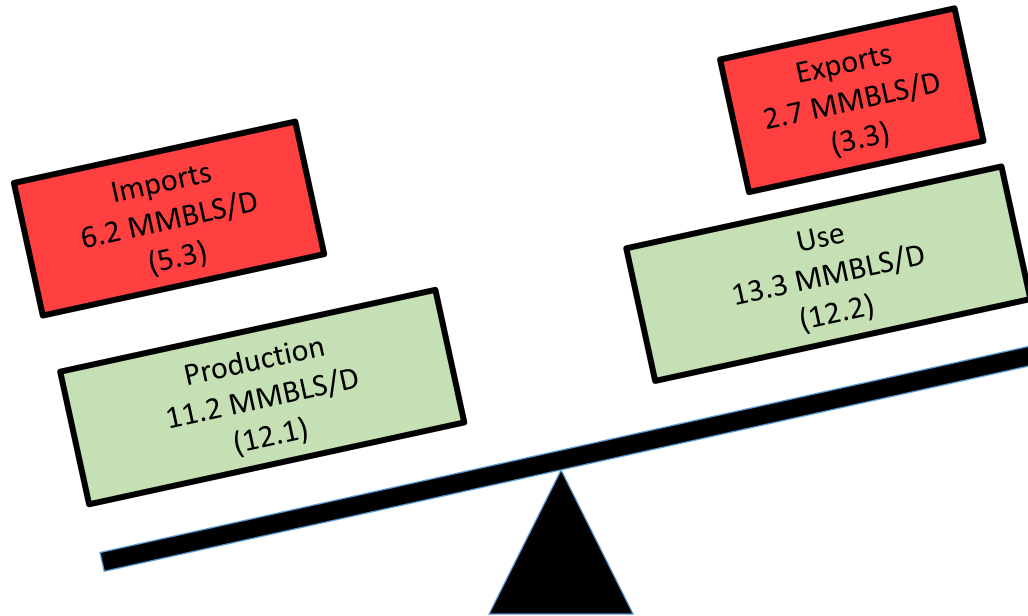 Exports
2.7 MMBLS/D
(3.3)
Imports
6.2 MMBLS/D
(5.3)
Use
13.3 MMBLS/D
(12.2)
Production
11.2 MMBLS/D
(12.1)